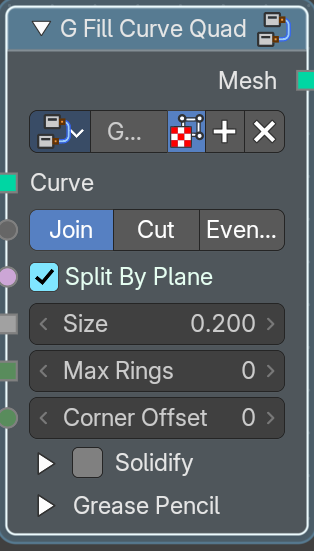 G Fill Curve Quad
Mesh
G...
Curve
Join Cut Even...
Split By Plane
Size 0.200
Max Rings 0
Corner Offset 0
Solidify
Grease Pencil